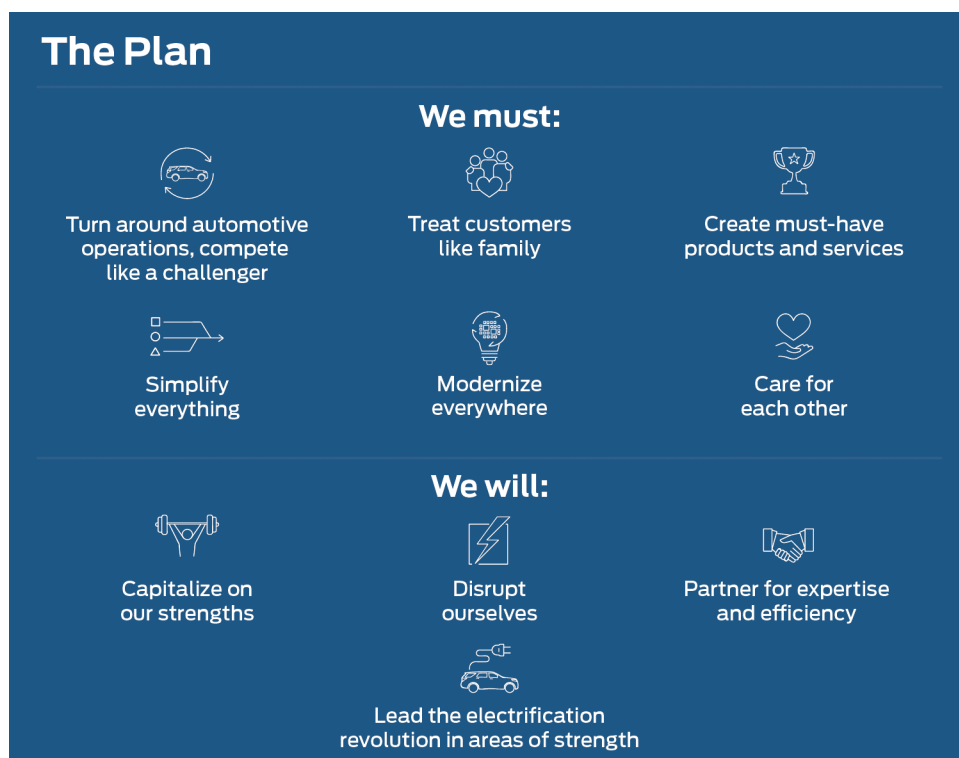 The Plan
We must:
Turn around automotive
operations, compete
like a challenger
Treat customers
like family
Create must-have
products and services
Simplify
everything
Modernize
everywhere
Care for
each other
We will:
Capitalize on
our strengths
Disrupt
ourselves
Partner for expertise
and efficiency
Lead the electrification
revolution in areas of strength